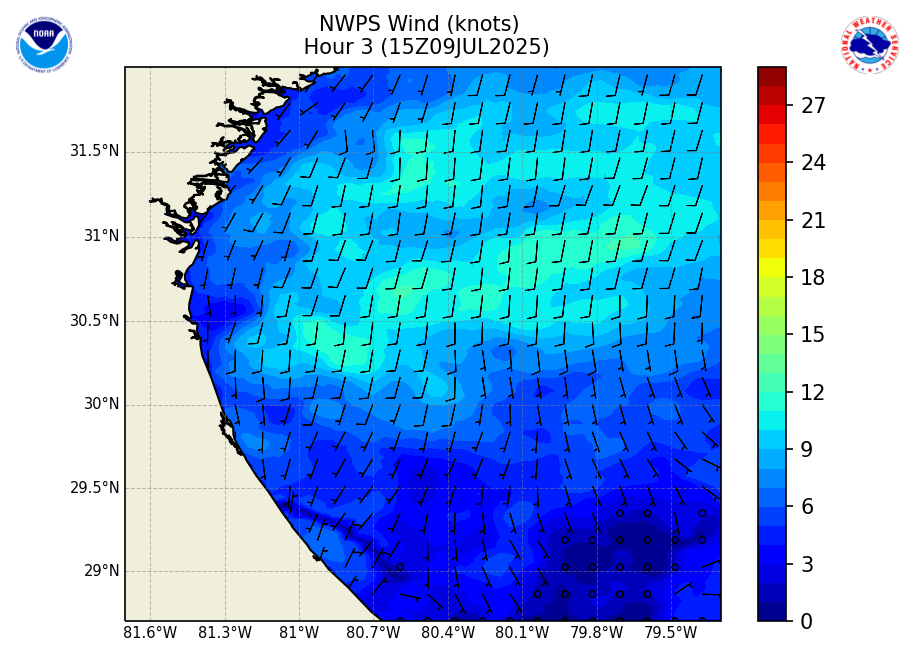 NWPS Wind (knots)
Hour 3 (15Z09JUL2025)
NOAA
NATIONAL WEATHER SERVICE
31.5°N
31°N
30.5°N
30°N
29.5°N
29°N
81.6°W 81.3°W 81°W 80.7°W 80.4°W 80.1°W 79.8°W 79.5°W
27
24
21
18
15
12
9
6
3
0